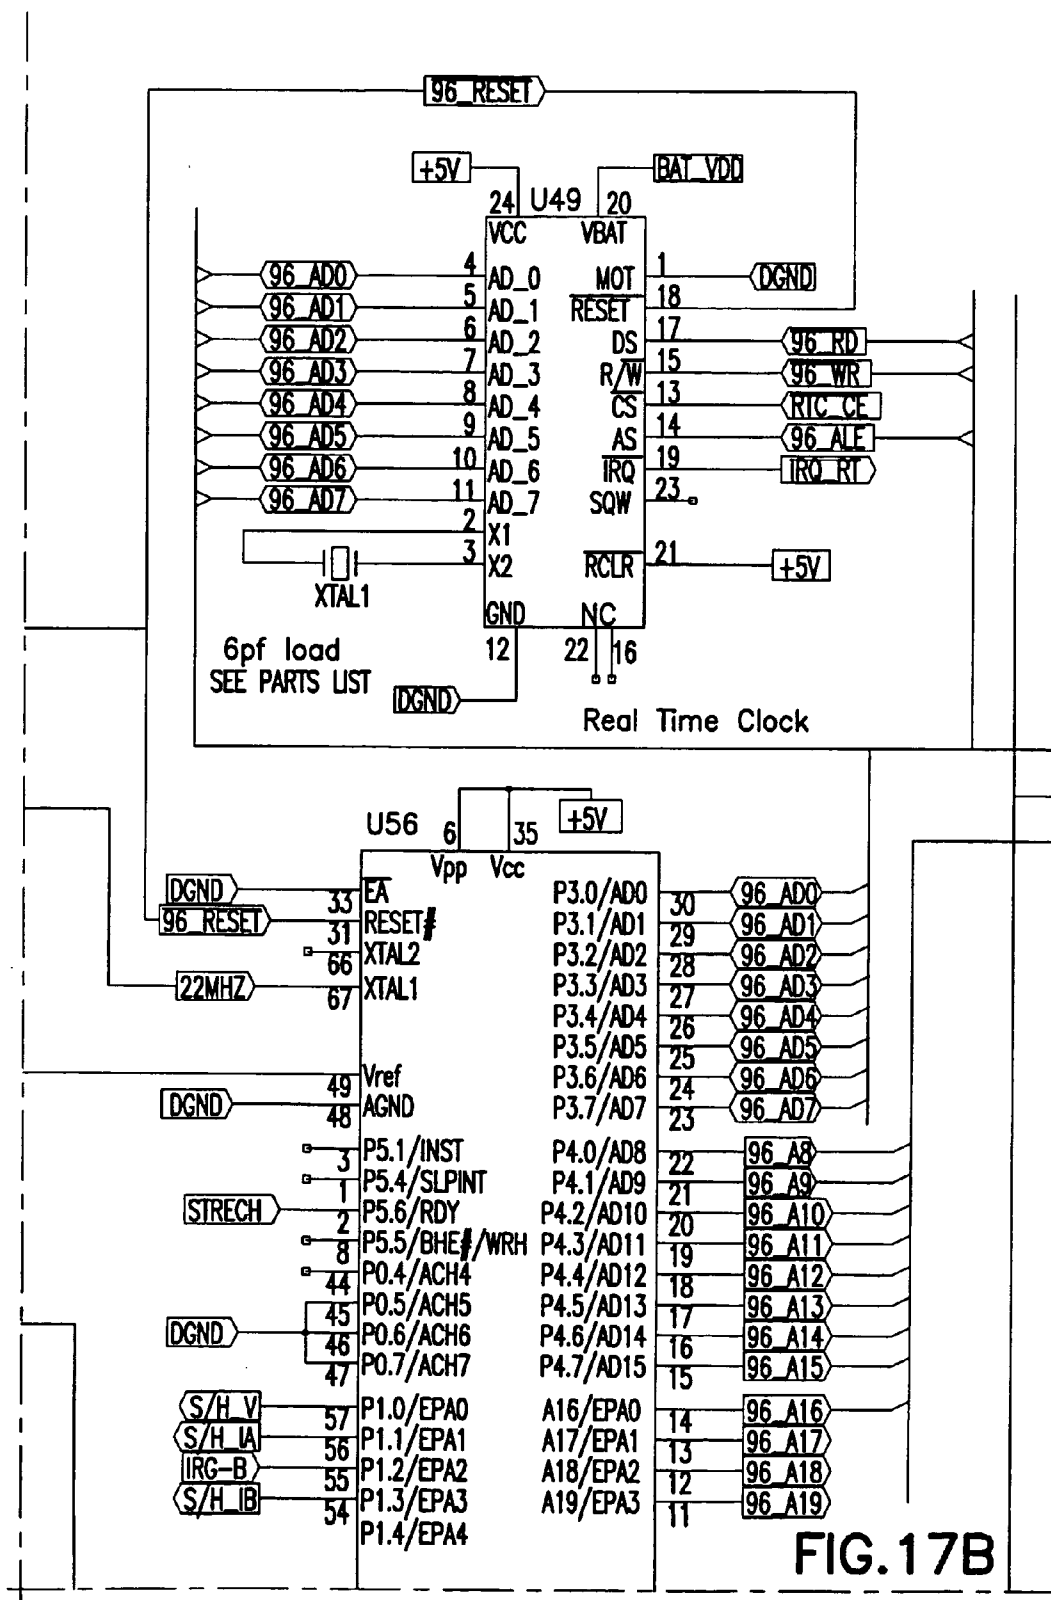 96_RESET
+5V BAT_VDD
24 U49 20
VCC VBAT
96_AD0 4 AD_0 MOT 1 DGND
96_AD1 5 AD_1 RESET 18
96_AD2 6 AD_2 DS 17 96_RD
96_AD3 7 AD_3 R/W 15 96_WR
96_AD4 8 AD_4 CS 13 RTC_CE
96_AD5 9 AD_5 AS 14 96_ALE
96_AD6 10 AD_6 IRQ 19 IRQ_RT
96_AD7 11 AD_7 SQW 23
2 X1
3 X2 RCLR 21 +5V
XTAL1
GND NC
12 22 16
6pf load
SEE PARTS LIST
DGND
Real Time Clock
U56 6 35 +5V
Vpp Vcc
DGND 33 EA P3.0/AD0 30 96_AD0
96_RESET 31 RESET# P3.1/AD1 29 96_AD1
66 XTAL2 P3.2/AD2 28 96_AD2
22MHZ 67 XTAL1 P3.3/AD3 27 96_AD3
P3.4/AD4 26 96_AD4
P3.5/AD5 25 96_AD5
49 Vref P3.6/AD6 24 96_AD6
DGND 48 AGND P3.7/AD7 23 96_AD7
3 P5.1/INST P4.0/AD8 22 96_A8
1 P5.4/SLPINT P4.1/AD9 21 96_A9
STRECH 2 P5.6/RDY P4.2/AD10 20 96_A10
8 P5.5/BHE#/WRH P4.3/AD11 19 96_A11
44 P0.4/ACH4 P4.4/AD12 18 96_A12
45 P0.5/ACH5 P4.5/AD13 17 96_A13
DGND 46 P0.6/ACH6 P4.6/AD14 16 96_A14
47 P0.7/ACH7 P4.7/AD15 15 96_A15
S/H_V 57 P1.0/EPA0 A16/EPA0 14 96_A16
S/H_IA 56 P1.1/EPA1 A17/EPA1 13 96_A17
IRG-B 55 P1.2/EPA2 A18/EPA2 12 96_A18
S/H_IB 54 P1.3/EPA3 A19/EPA3 11 96_A19
P1.4/EPA4
FIG.17B